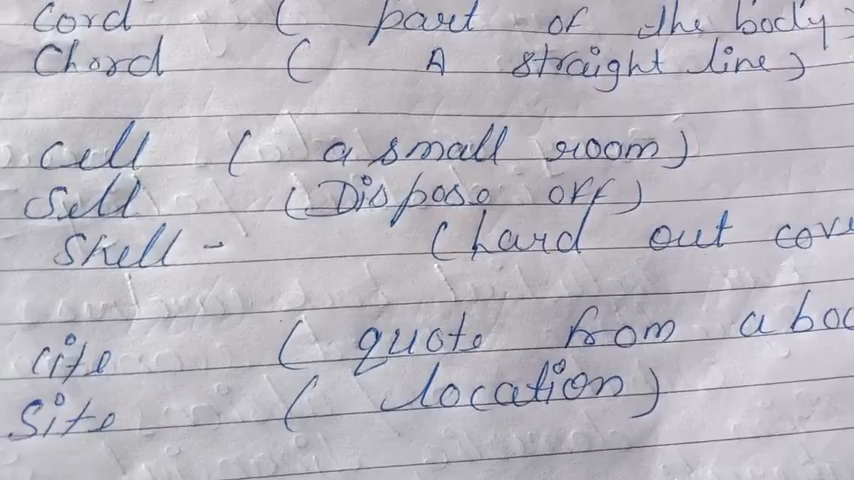 Cord ( part of the body)
Chord ( A straight line)
Cell ( a small room)
Sell (Dispose off)
Shell - (hard out cov
Cite ( quote from a boo
Site ( location)